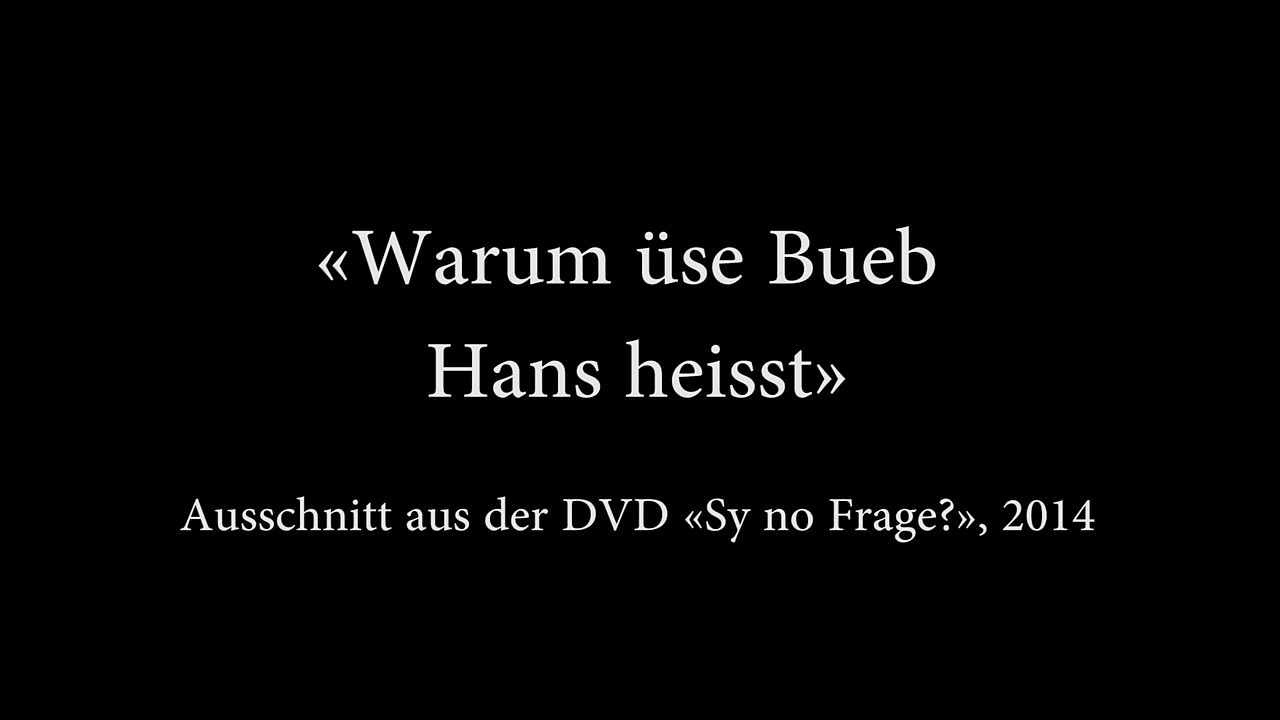 «Warum üse Bueb
Hans heisst»
Ausschnitt aus der DVD «Sy no Frage?», 2014